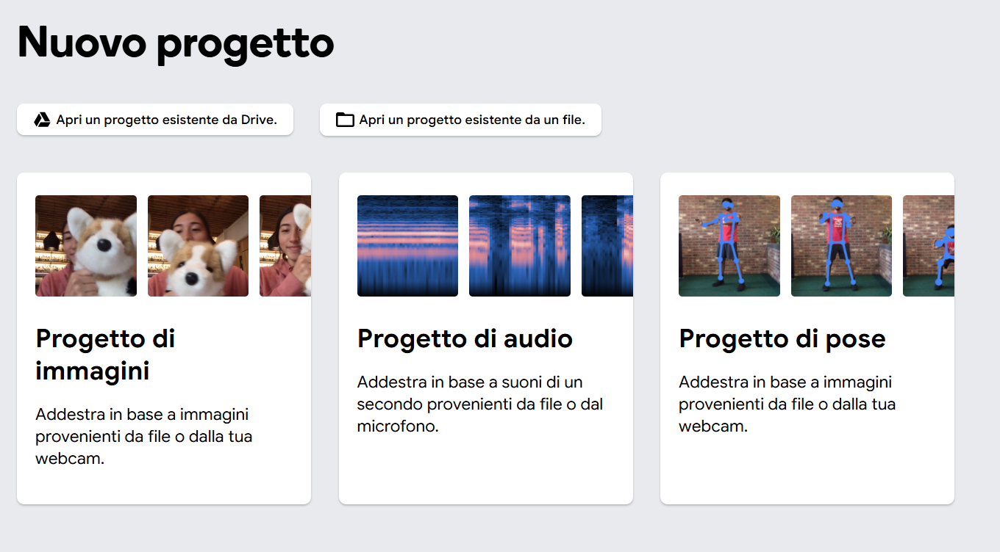 Nuovo progetto
Apri un progetto esistente da Drive.
Apri un progetto esistente da un file.
Progetto di
immagini
Addestra in base a immagini
provenienti da file o dalla tua
webcam.
Progetto di audio
Addestra in base a suoni di un
secondo provenienti da file o dal
microfono.
Progetto di pose
Addestra in base a immagini
provenienti da file o dalla tua
webcam.